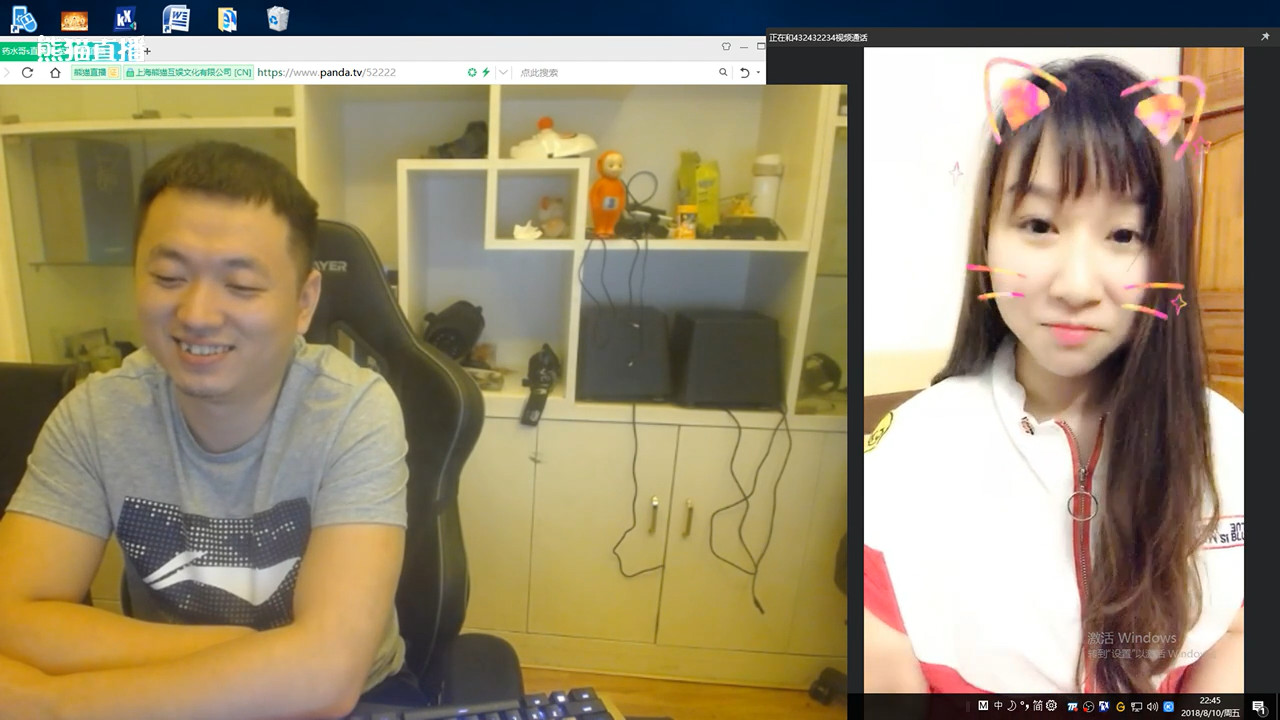 熊猫直播
药水哥s直
熊猫直播
上海熊猫互娱文化有限公司 [CN]
https://www.panda.tv/52222
点此搜索
正在和432432234视频通话
激活 Windows
转到"设置"以激活 Windows
M 中 简
22:45
2018/8/10/周五